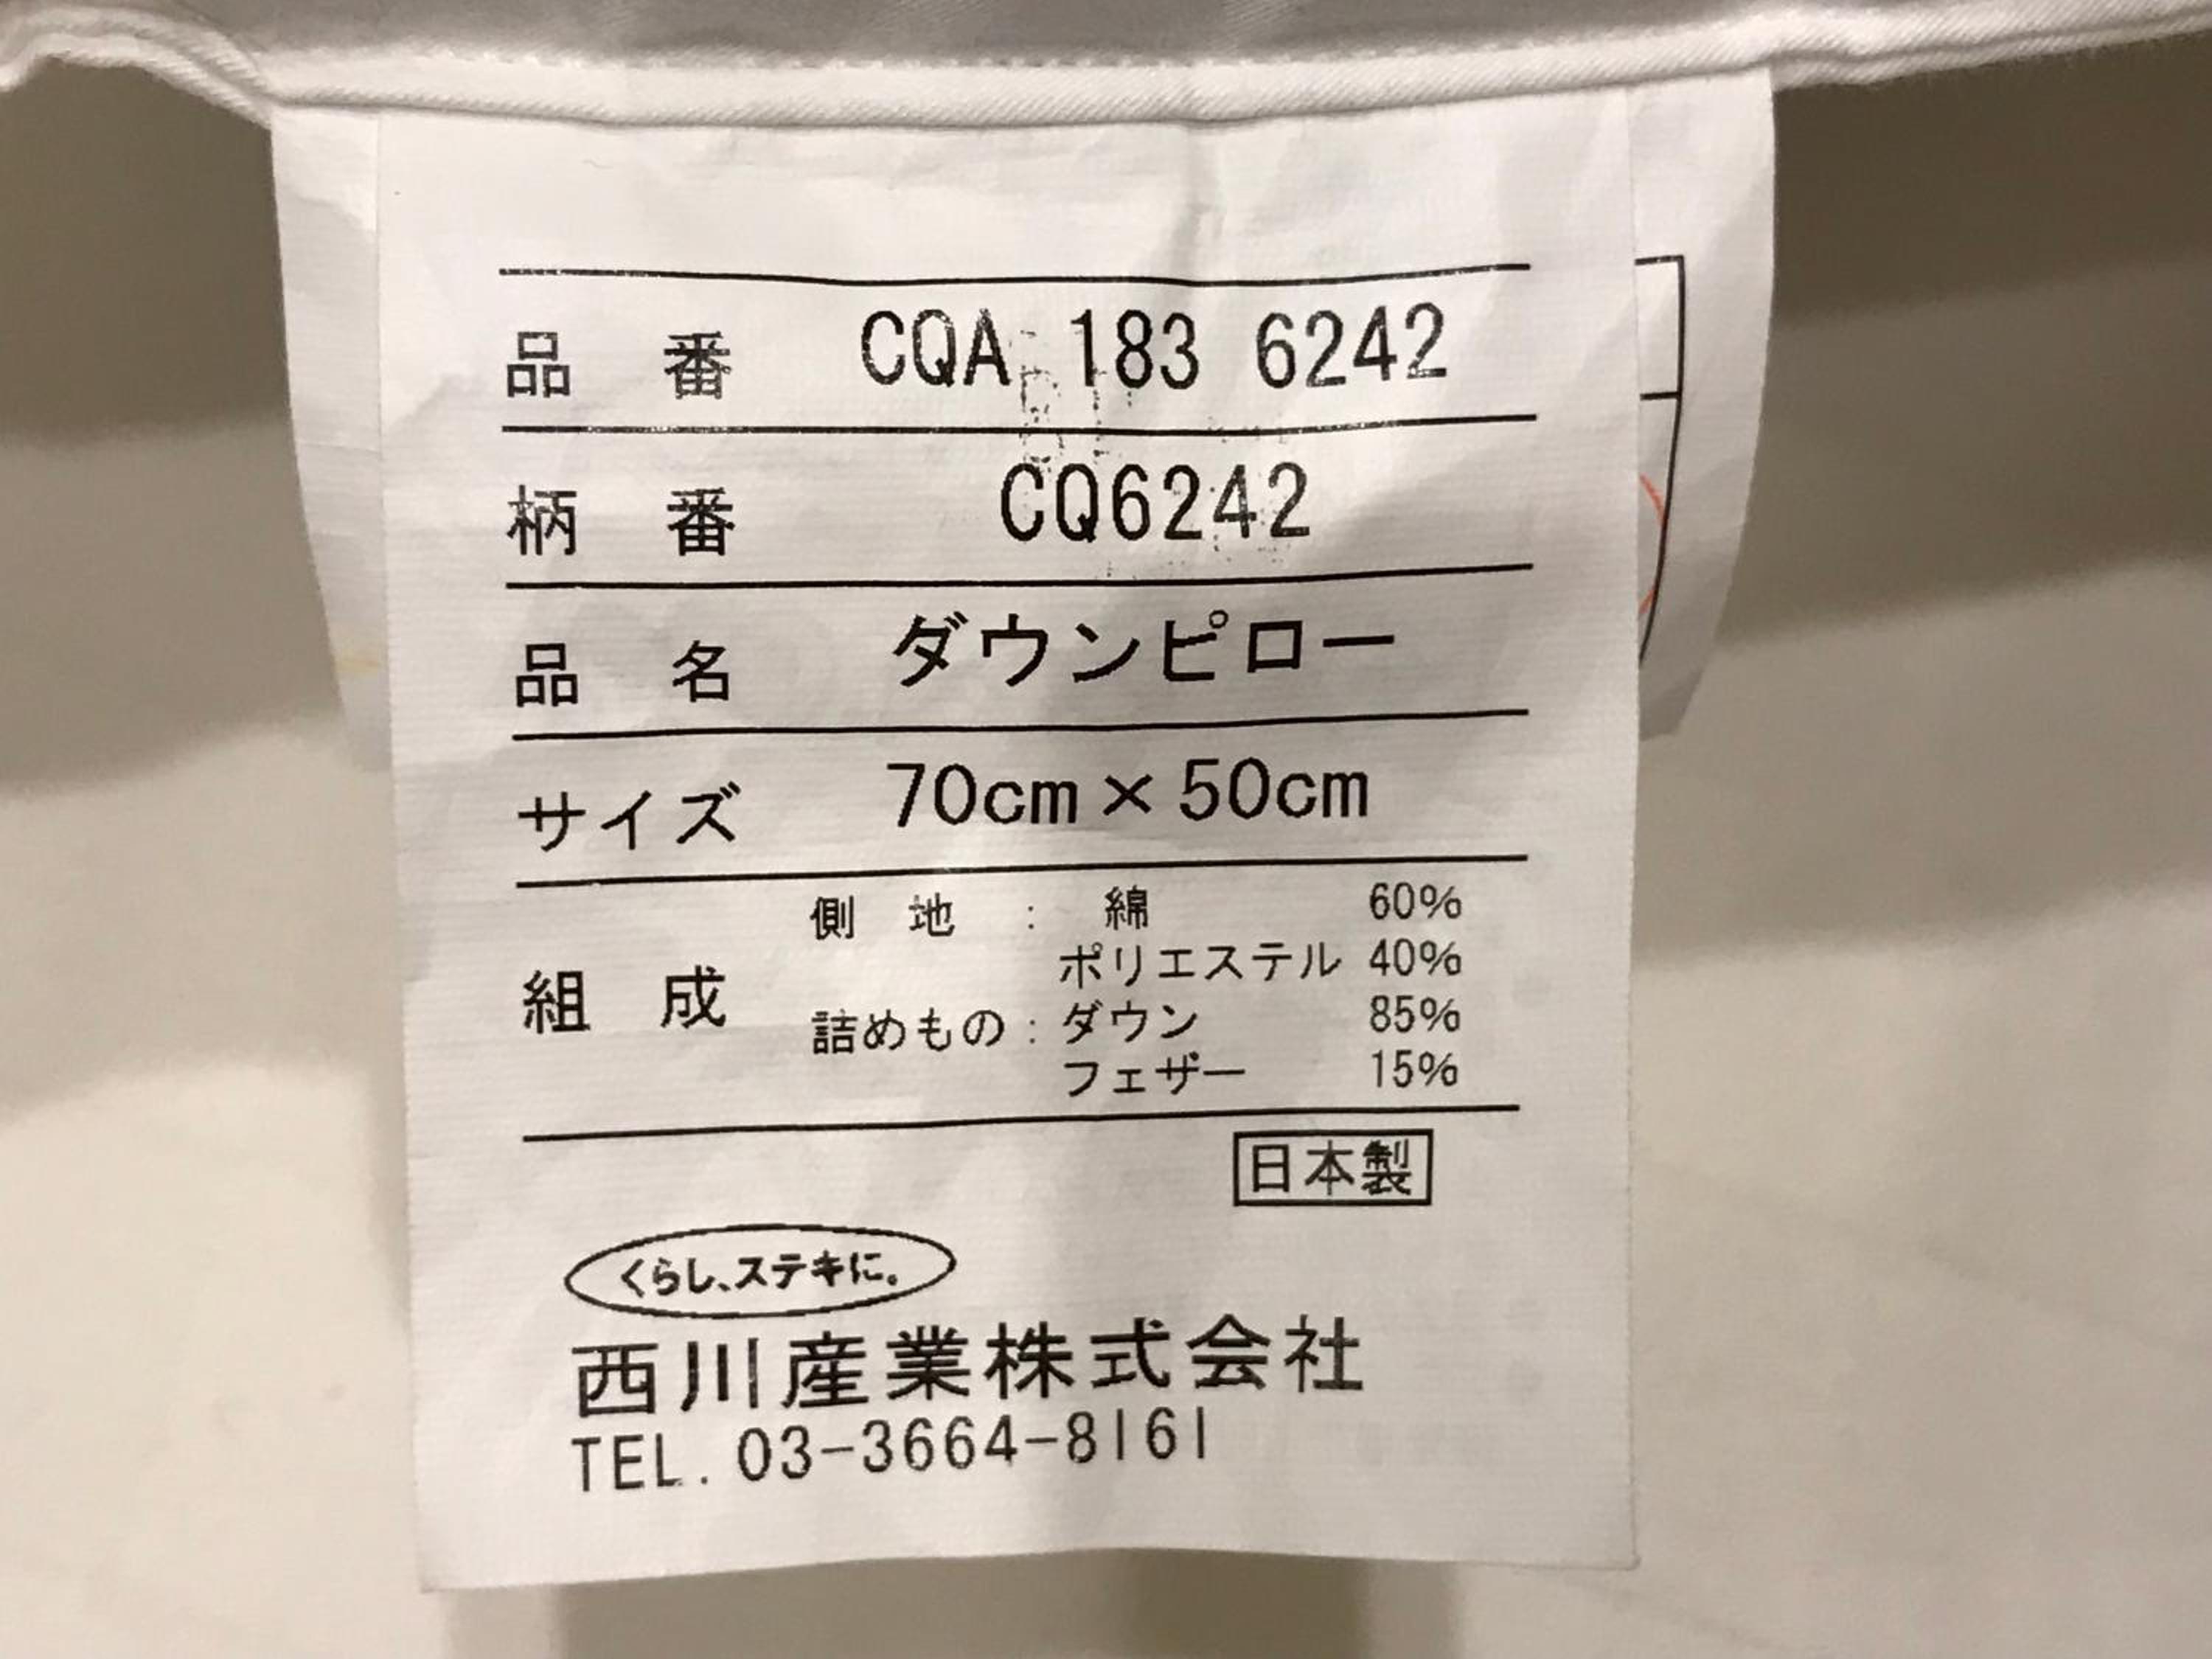 品番 CQA 183 6242
柄番 CQ6242
品名 ダウンピロー
サイズ 70cm×50cm
組成 側地: 綿 60%
ポリエステル 40%
詰めもの: ダウン 85%
フェザー 15%
日本製
くらし、ステキに。
西川産業株式会社
TEL. 03-3664-8161